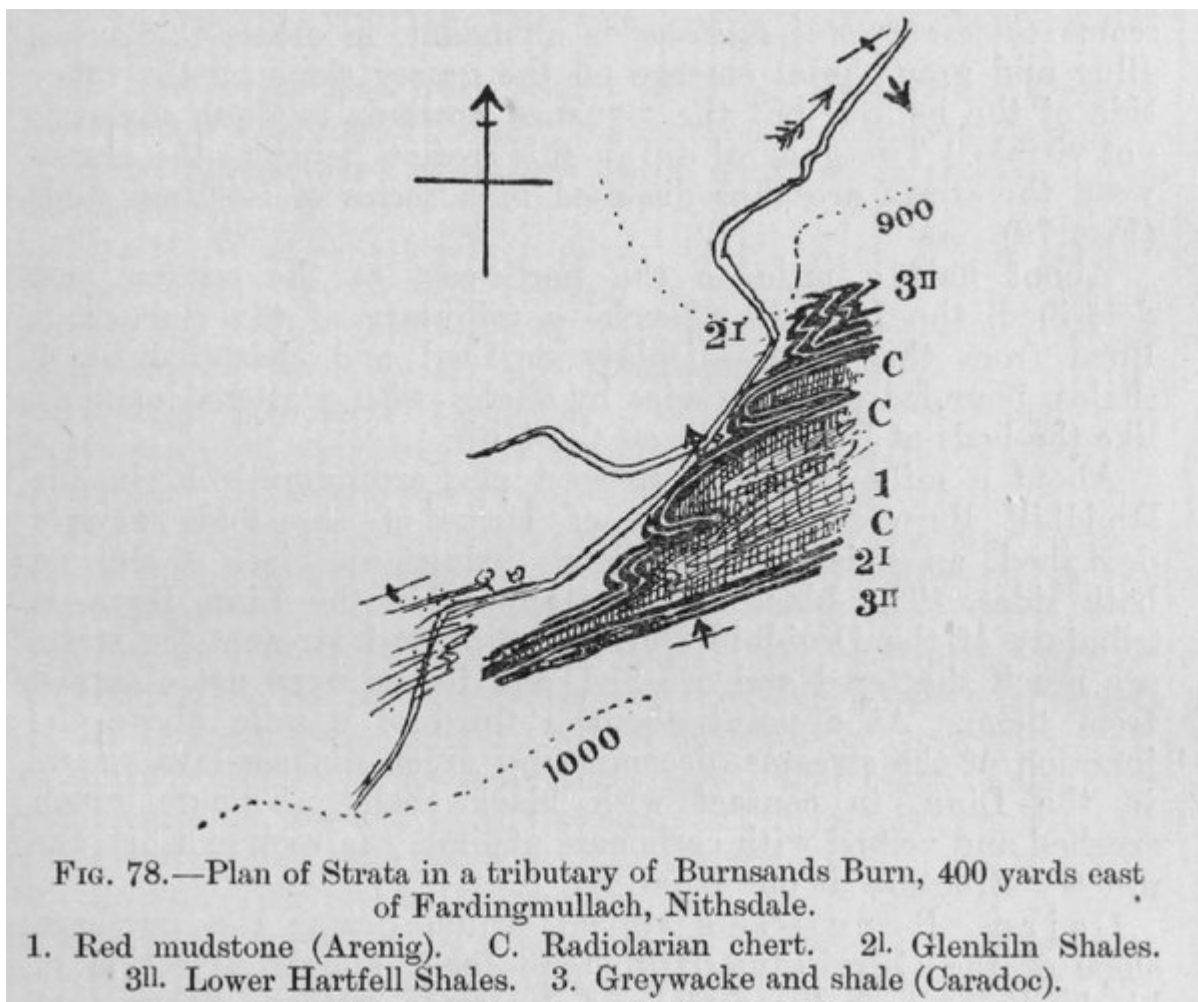 900
3II
2I
C
C
1
C
2I
3II
1000
FIG. 78.—Plan of Strata in a tributary of Burnsands Burn, 400 yards east
of Fardingmullach, Nithsdale.
1. Red mudstone (Arenig). C. Radiolarian chert. 2I. Glenkiln Shales.
3II. Lower Hartfell Shales. 3. Greywacke and shale (Caradoc).